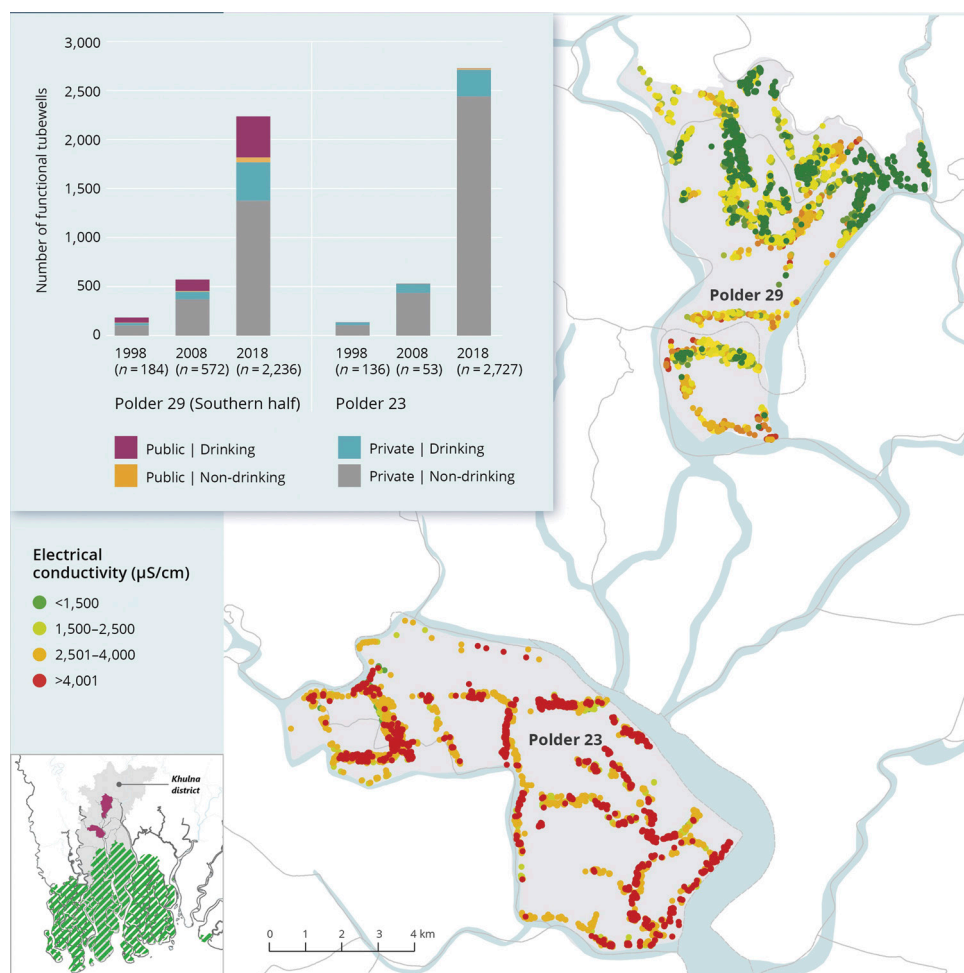 3,000
2,500
2,000
1,500
1,000
500
0
Number of functional tubewells
1998 2008 2018 1998 2008 2018
(n = 184) (n = 572) (n = 2,236) (n = 136) (n = 53) (n = 2,727)
Polder 29 (Southern half) Polder 23
Public | Drinking Private | Drinking
Public | Non-drinking Private | Non-drinking
Polder 29
Electrical
conductivity (µS/cm)
<1,500
1,500–2,500
2,501–4,000
>4,001
Polder 23
Khulna
district
0 1 2 4 km